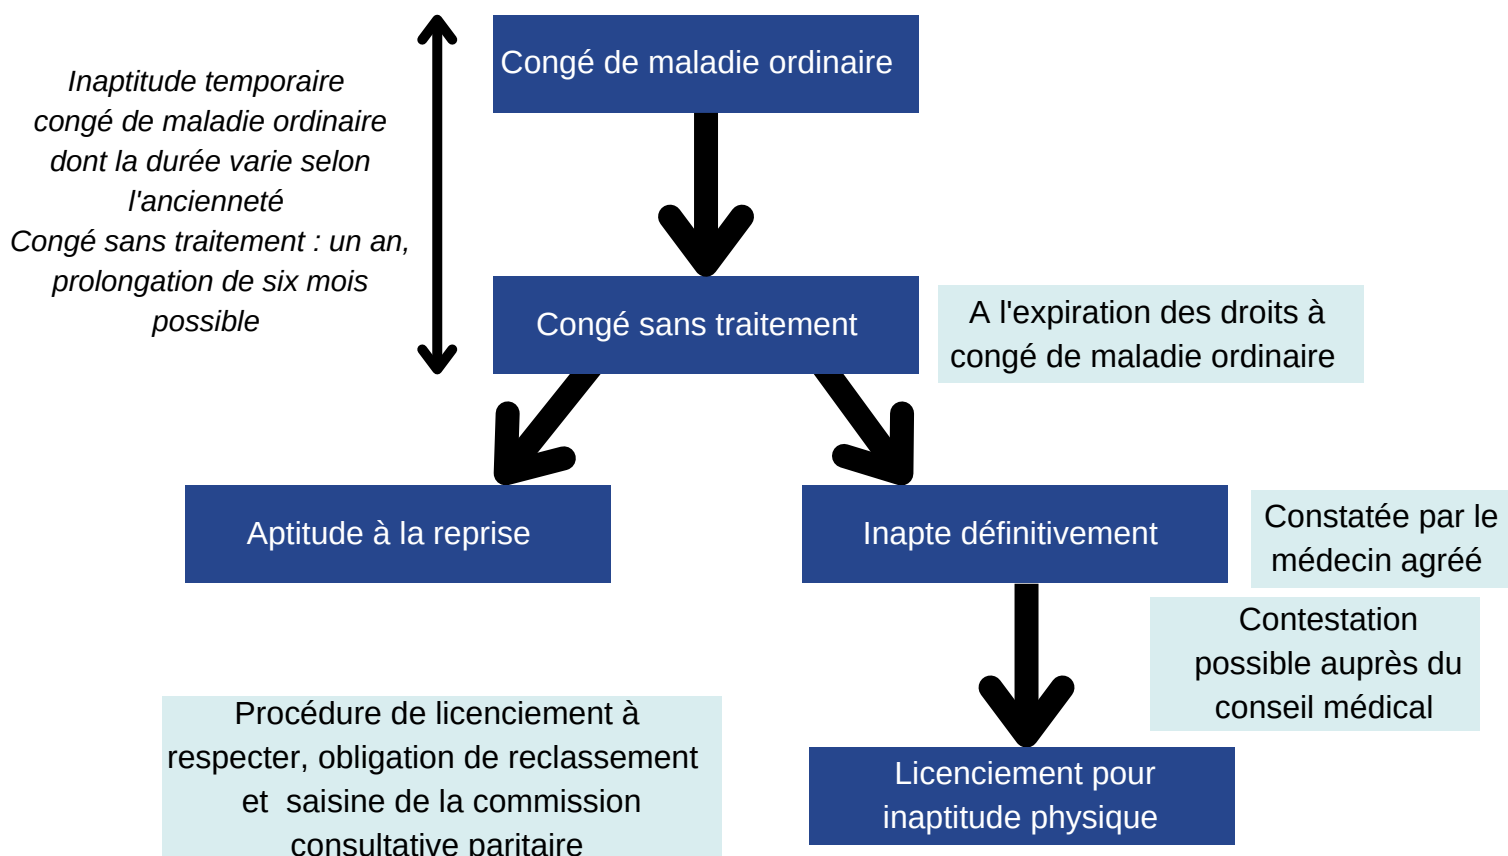 Congé de maladie ordinaire
Inaptitude temporaire
congé de maladie ordinaire
dont la durée varie selon
l'ancienneté
Congé sans traitement : un an,
prolongation de six mois
possible
Congé sans traitement
A l'expiration des droits à
congé de maladie ordinaire
Aptitude à la reprise
Inapte définitivement
Constatée par le
médecin agréé
Contestation
possible auprès du
conseil médical
Procédure de licenciement à
respecter, obligation de reclassement
et saisine de la commission
consultative paritaire
Licenciement pour
inaptitude physique